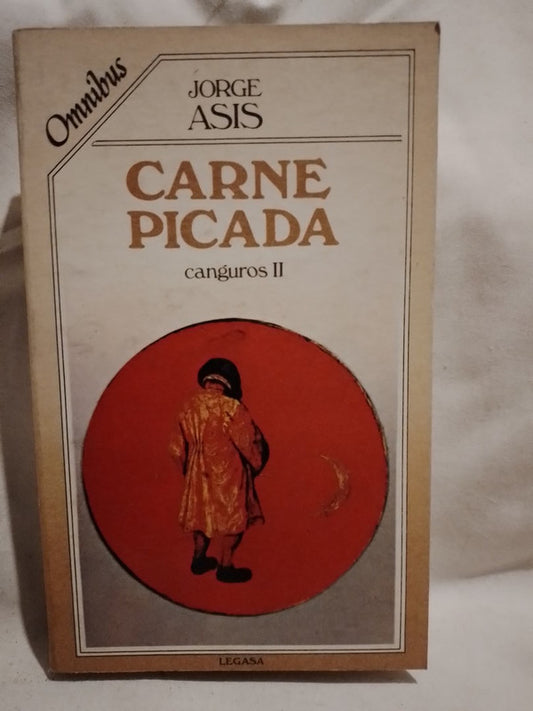 Omnibus
JORGE
ASIS
CARNE
PICADA
canguros II
LEGASA